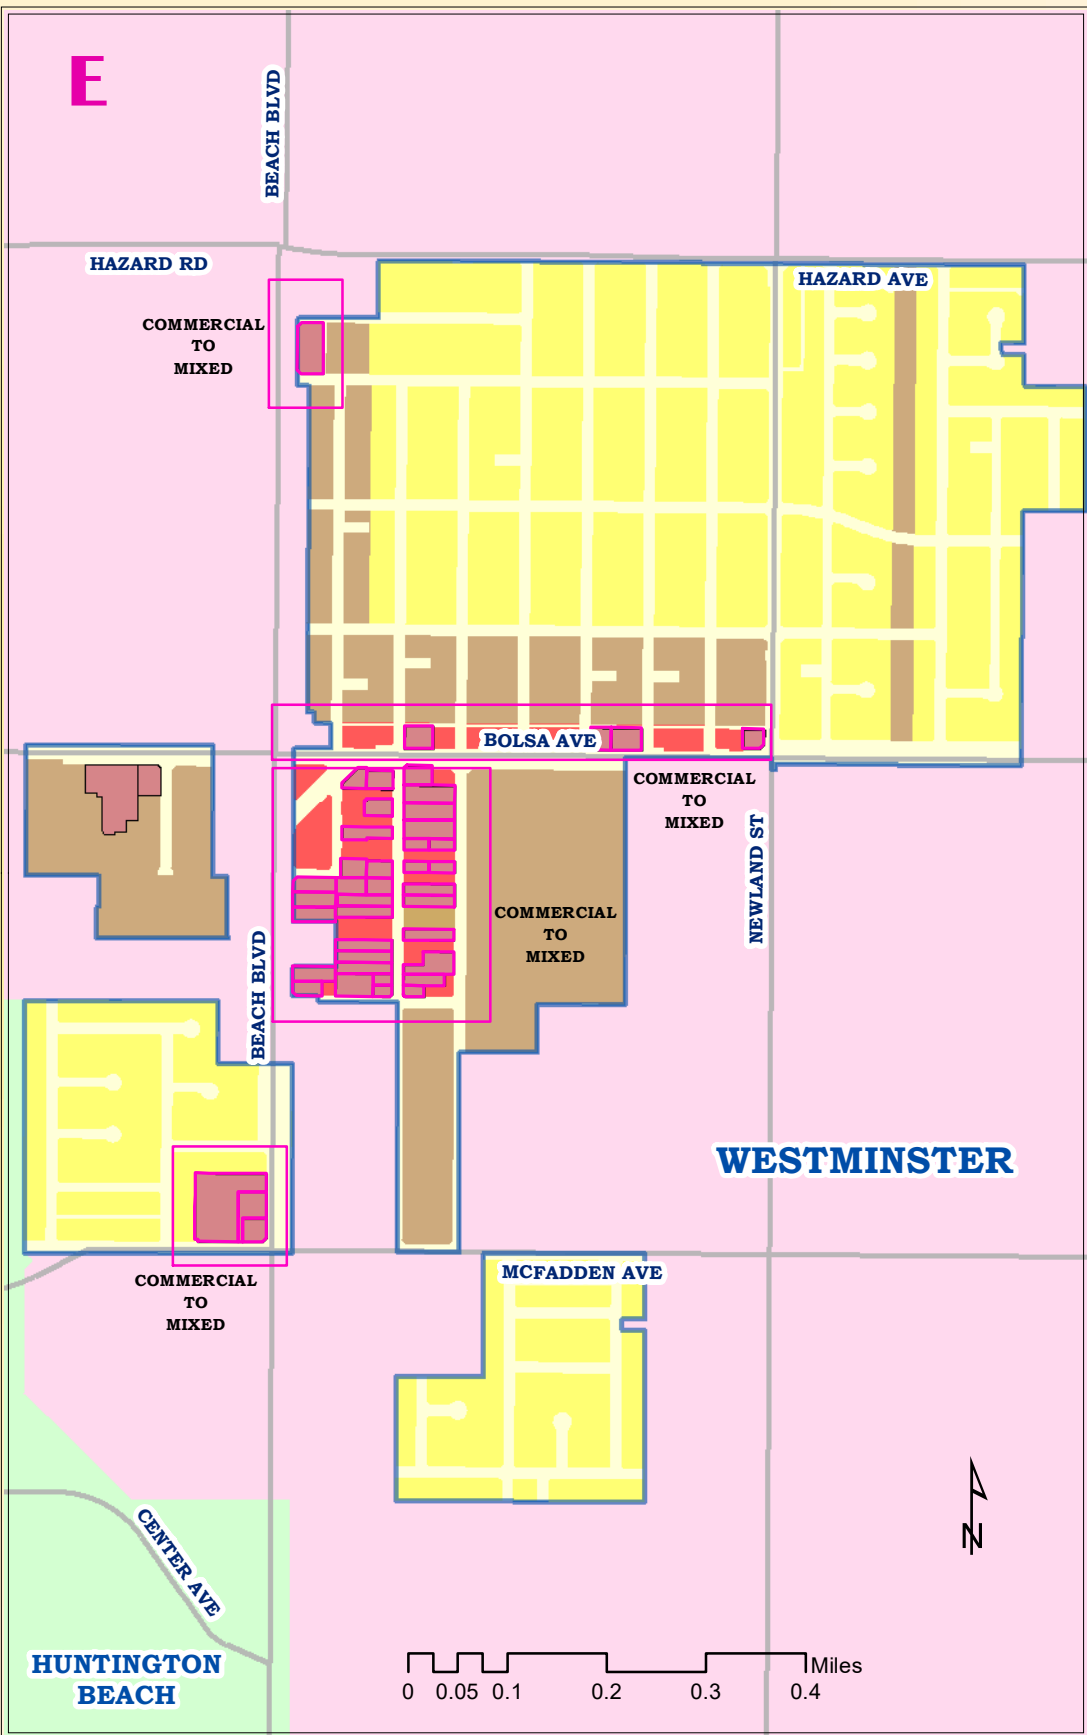 E
BEACH BLVD
HAZARD RD
HAZARD AVE
COMMERCIAL
TO
MIXED
BOLSA AVE
COMMERCIAL
TO
MIXED
NEWLAND ST
COMMERCIAL
TO
MIXED
BEACH BLVD
WESTMINSTER
MCFADDEN AVE
COMMERCIAL
TO
MIXED
CENTER AVE
N
HUNTINGTON
BEACH
Miles
0 0.05 0.1 0.2 0.3 0.4